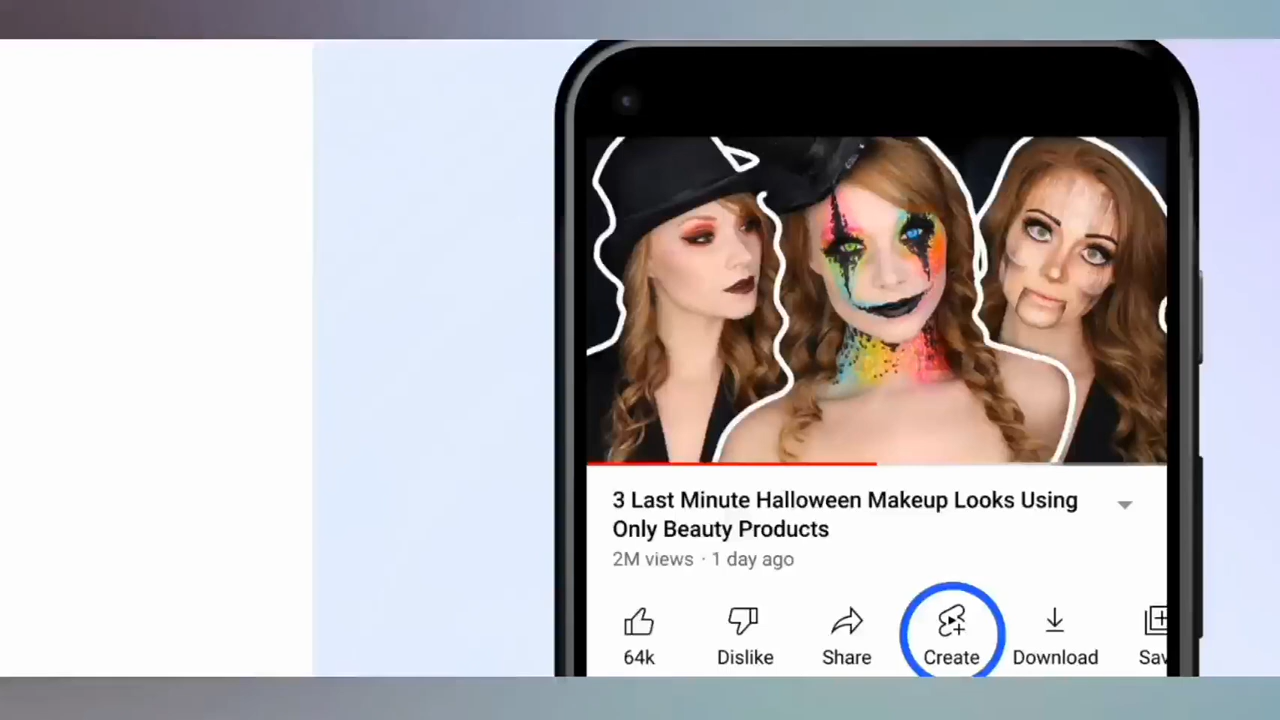 3 Last Minute Halloween Makeup Looks Using
Only Beauty Products
2M views · 1 day ago
64k Dislike Share Create Download Sav